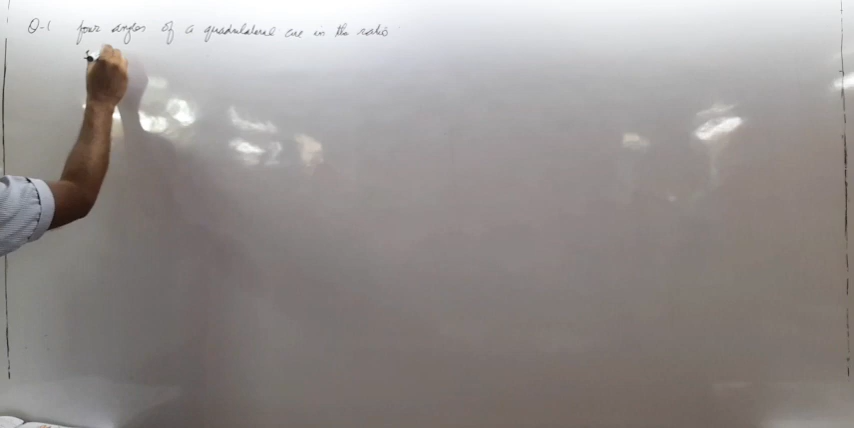 Q-1 four angles of a quadrilateral are in the ratio